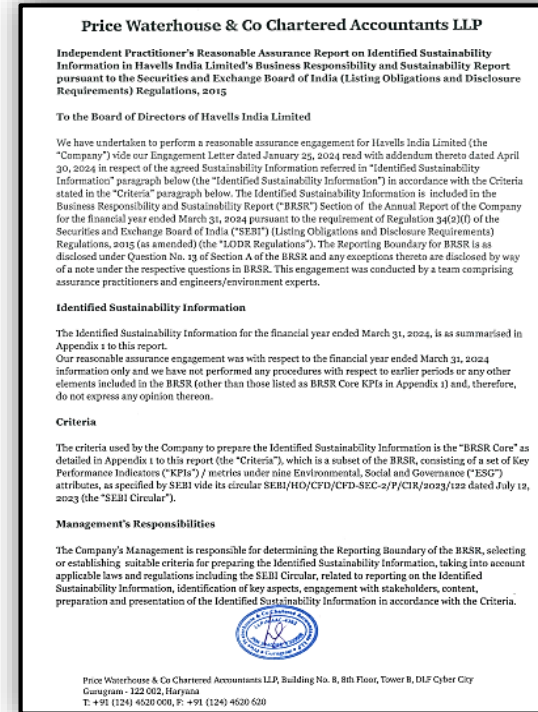 Price Waterhouse & Co Chartered Accountants LLP
Independent Practitioner's Reasonable Assurance Report on Identified Sustainability
Information in Havells India Limited's Business Responsibility and Sustainability Report
pursuant to the Securities and Exchange Board of India (Listing Obligations and Disclosure
Requirements) Regulations, 2015
To the Board of Directors of Havells India Limited
We have undertaken to perform a reasonable assurance engagement for Havells India Limited (the
"Company") vide our Engagement Letter dated January 25, 2024 read with addendum thereto dated April
30, 2024 in respect of the agreed Sustainability Information referred in "Identified Sustainability
Information" paragraph below (the "Identified Sustainability Information") in accordance with the Criteria
stated in the "Criteria" paragraph below. The Identified Sustainability Information is included in the
Business Responsibility and Sustainability Report ("BRSR") Section of the Annual Report of the Company
for the financial year ended March 31, 2024 pursuant to the requirement of Regulation 34(2)(f) of the
Securities and Exchange Board of India ("SEBI") (Listing Obligations and Disclosure Requirements)
Regulations, 2015 (as amended) (the "LODR Regulations"). The Reporting Boundary for BRSR is as
disclosed under Question No. 13 of Section A of the BRSR and any exceptions thereto are disclosed by way
of a note under the respective questions in BRSR. This engagement was conducted by a team comprising
assurance practitioners and engineers/environment experts.
Identified Sustainability Information
The Identified Sustainability Information for the financial year ended March 31, 2024, is as summarised in
Appendix 1 to this report.
Our reasonable assurance engagement was with respect to the financial year ended March 31, 2024
information only and we have not performed any procedures with respect to earlier periods or any other
elements included in the BRSR (other than those listed as BRSR Core KPIs in Appendix 1) and, therefore,
do not express any opinion thereon.
Criteria
The criteria used by the Company to prepare the Identified Sustainability Information is the "BRSR Core" as
detailed in Appendix 1 to this report (the "Criteria"), which is a subset of the BRSR, consisting of a set of Key
Performance Indicators ("KPIs") / metrics under nine Environmental, Social and Governance ("ESG")
attributes, as specified by SEBI vide its circular SEBI/HO/CFD/CFD-SEC-2/P/CIR/2023/122 dated July 12,
2023 (the "SEBI Circular").
Management's Responsibilities
The Company's Management is responsible for determining the Reporting Boundary of the BRSR, selecting
or establishing suitable criteria for preparing the Identified Sustainability Information, taking into account
applicable laws and regulations including the SEBI Circular, related to reporting on the Identified
Sustainability Information, identification of key aspects, engagement with stakeholders, content,
preparation and presentation of the Identified Sustainability Information in accordance with the Criteria.
Price Waterhouse & Co Chartered Accountants LLP, Building No. 8, 8th Floor, Tower B, DLF Cyber City
Gurugram - 122 002, Haryana
T: +91 (124) 4620 000, F: +91 (124) 4620 620